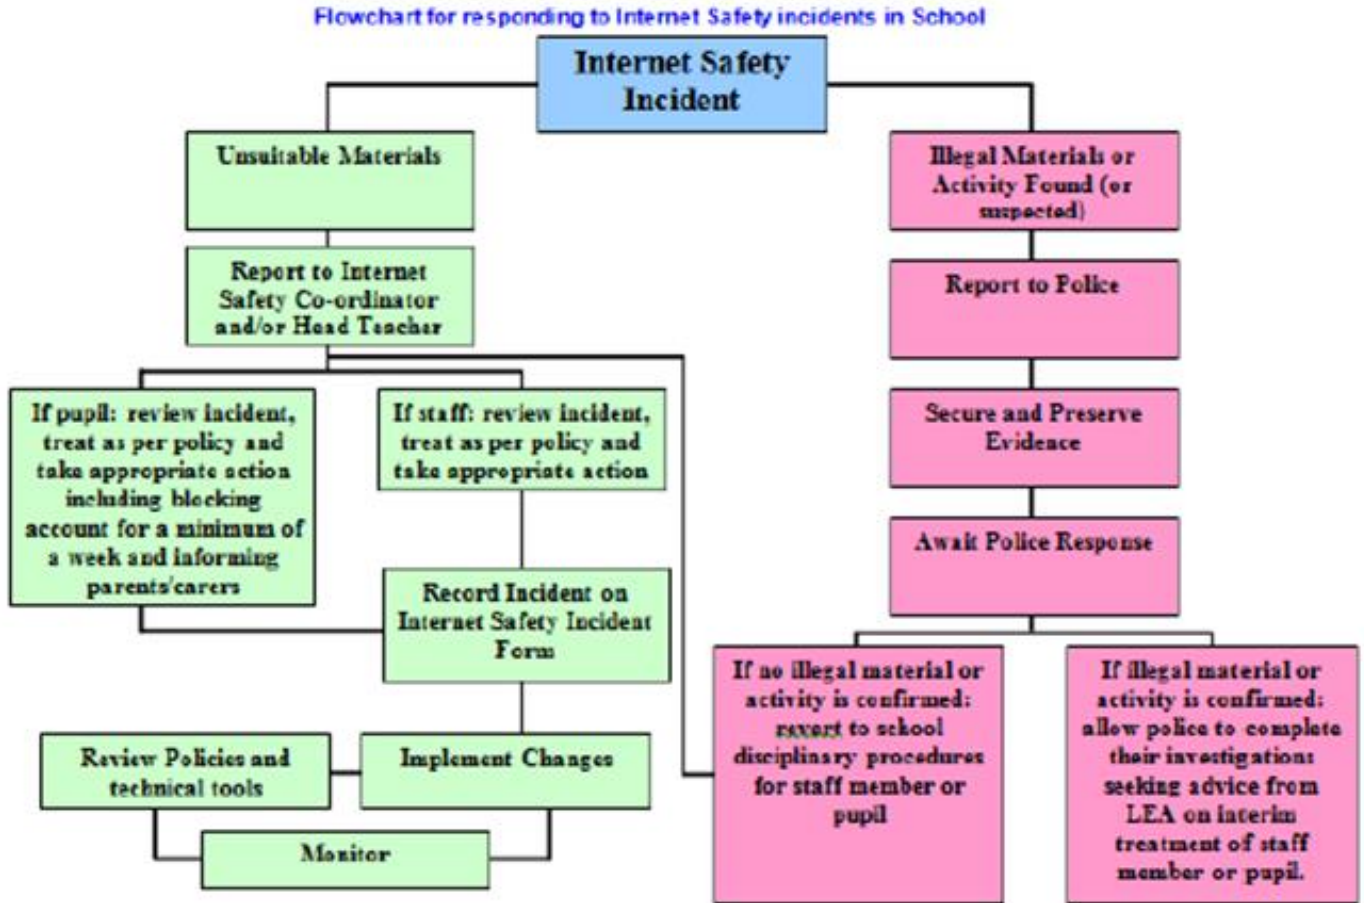 Flowchart for responding to Internet Safety incidents in School
Internet Safety
Incident
Unsuitable Materials
Illegal Materials or
Activity Found (or
suspected)
Report to Internet
Safety Co-ordinator
and/or Head Teacher
Report to Police
If pupil: review incident,
treat as per policy and
take appropriate action
including blocking
account for a minimum of
a week and informing
parents/carers
If staff: review incident,
treat as per policy and
take appropriate action
Secure and Preserve
Evidence
Await Police Response
Record Incident on
Internet Safety Incident
Form
If no illegal material or
activity is confirmed:
revert to school
disciplinary procedures
for staff member or
pupil
If illegal material or
activity is confirmed:
allow police to complete
their investigations
seeking advice from
LEA on interim
treatment of staff
member or pupil.
Review Policies and
technical tools
Implement Changes
Monitor